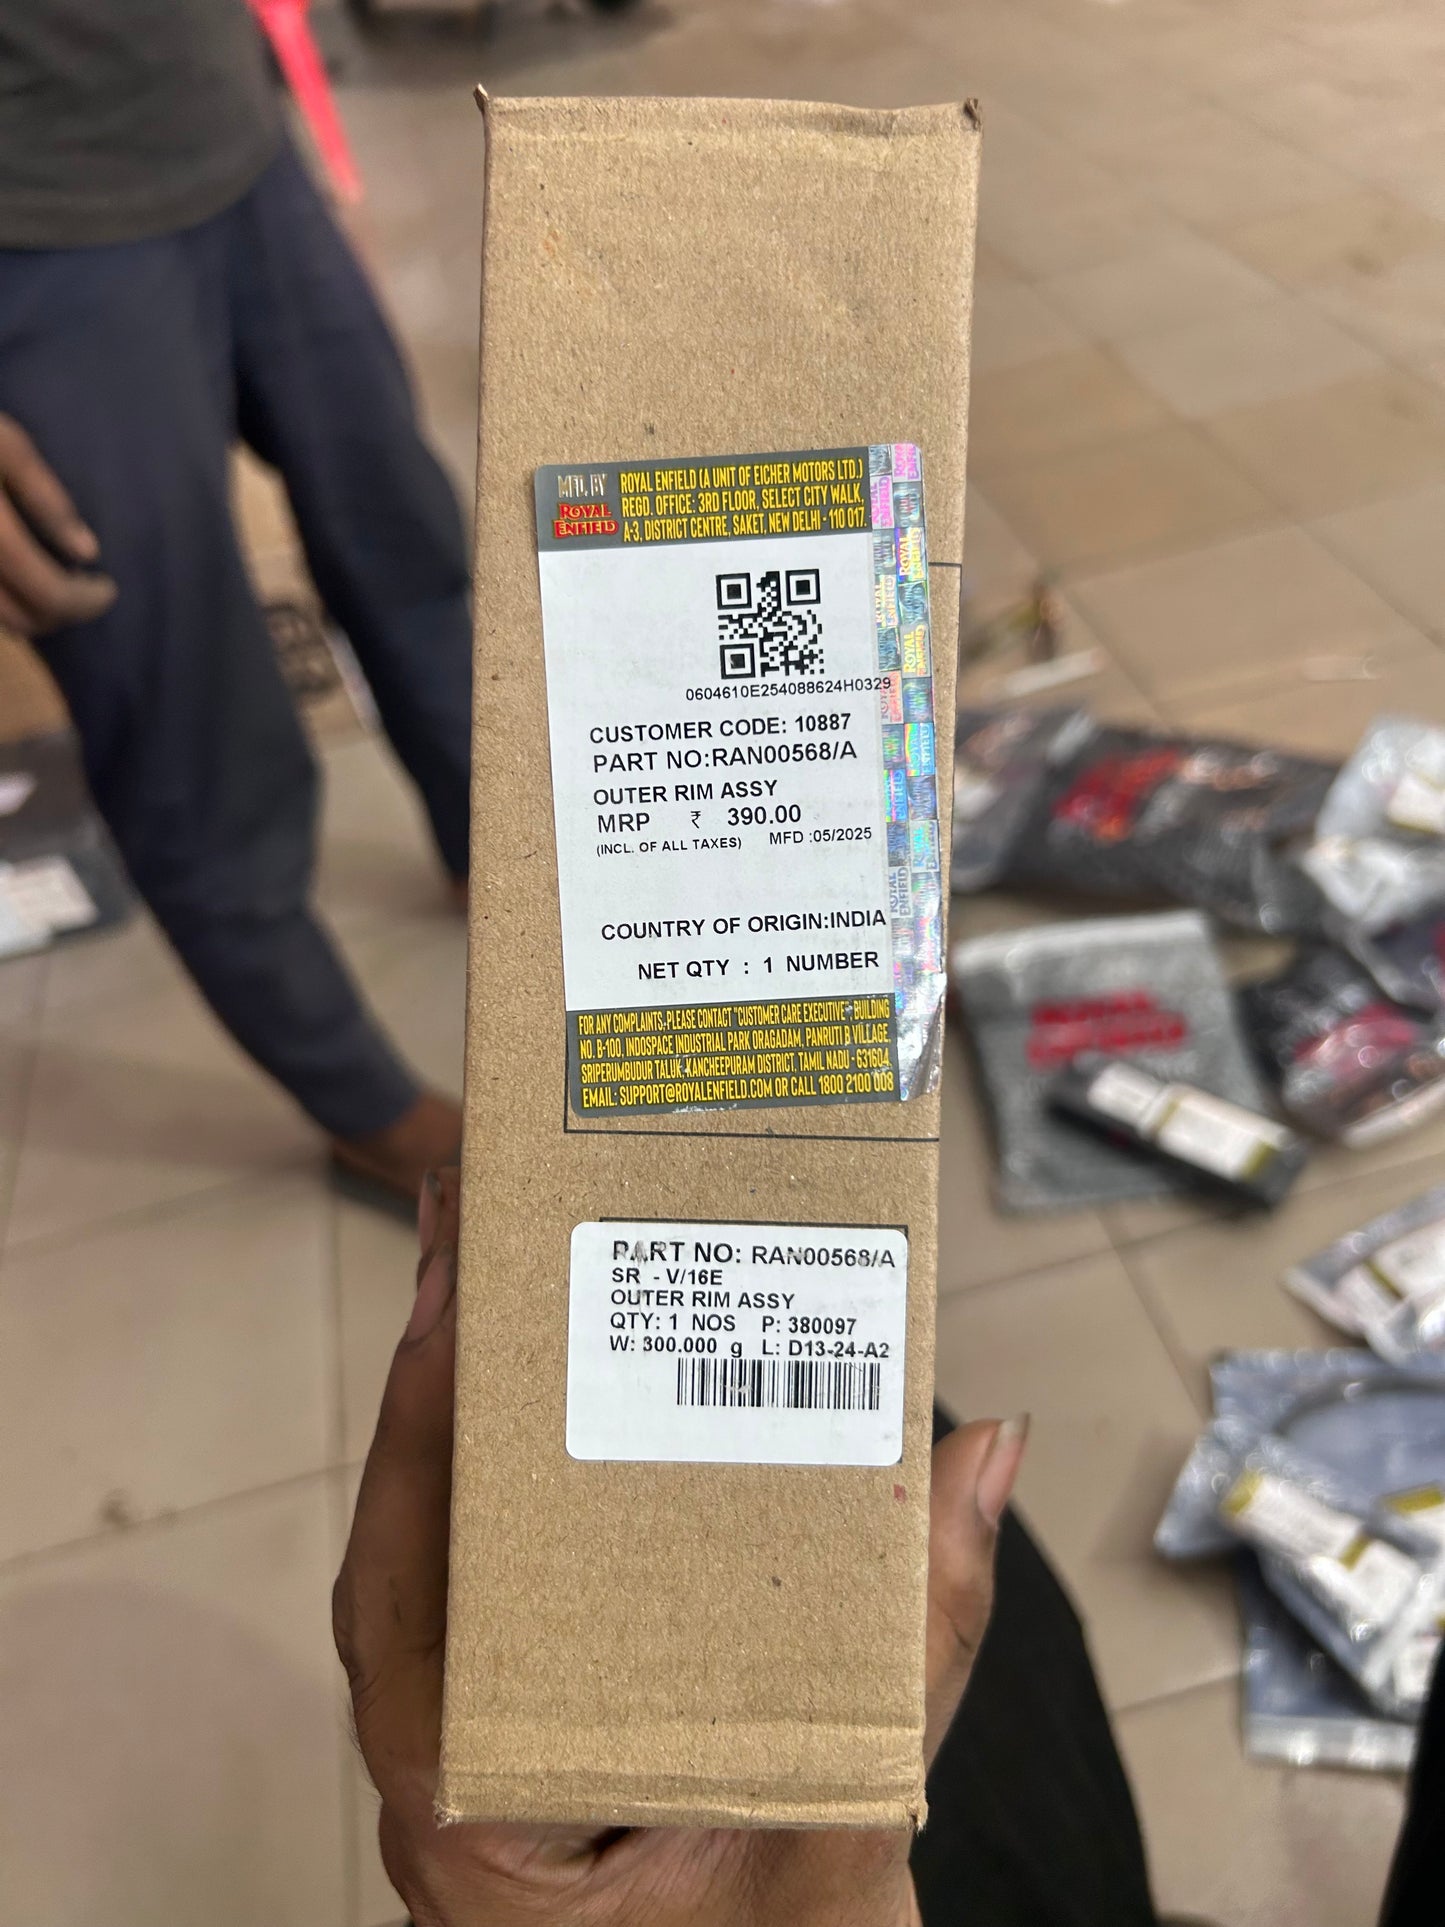 MFD. BY
ROYAL
ENFIELD
ROYAL ENFIELD (A UNIT OF EICHER MOTORS LTD.)
REGD. OFFICE: 3RD FLOOR, SELECT CITY WALK,
A-3, DISTRICT CENTRE, SAKET, NEW DELHI - 110 017.
0604610E254088624H0329
CUSTOMER CODE: 10887
PART NO:RAN00568/A
OUTER RIM ASSY
MRP ₹ 390.00
(INCL. OF ALL TAXES) MFD :05/2025
COUNTRY OF ORIGIN:INDIA
NET QTY : 1 NUMBER
FOR ANY COMPLAINTS, PLEASE CONTACT "CUSTOMER CARE EXECUTIVE", BUILDING
NO. B-100, INDOSPACE INDUSTRIAL PARK ORAGADAM, PANRUTI B VILLAGE,
SRIPERUMBUDUR TALUK, KANCHEEPURAM DISTRICT, TAMIL NADU - 631604,
EMAIL: SUPPORT@ROYALENFIELD.COM OR CALL 1800 2100 008
PART NO: RAN00568/A
SR - V/16E
OUTER RIM ASSY
QTY: 1 NOS P: 380097
W: 300.000 g L: D13-24-A2
ROYAL
ENFIELD